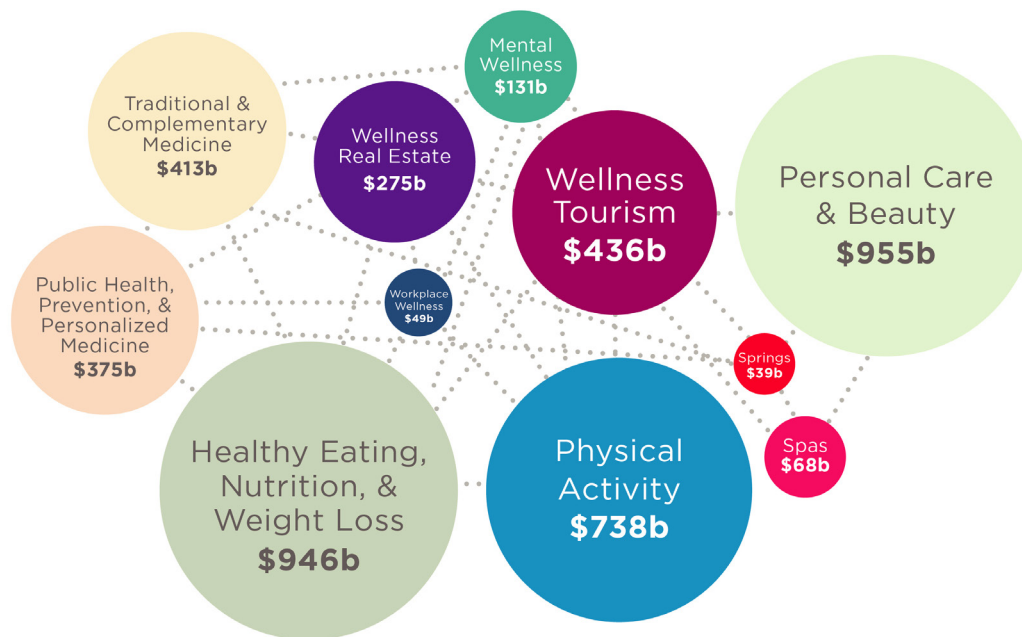 Mental
Wellness
$131b
Traditional &
Complementary
Medicine
$413b
Wellness
Real Estate
$275b
Wellness
Tourism
$436b
Personal Care
& Beauty
$955b
Public Health,
Prevention, &
Personalized
Medicine
$375b
Workplace
Wellness
$49b
Springs
$39b
Healthy Eating,
Nutrition, &
Weight Loss
$946b
Physical
Activity
$738b
Spas
$68b